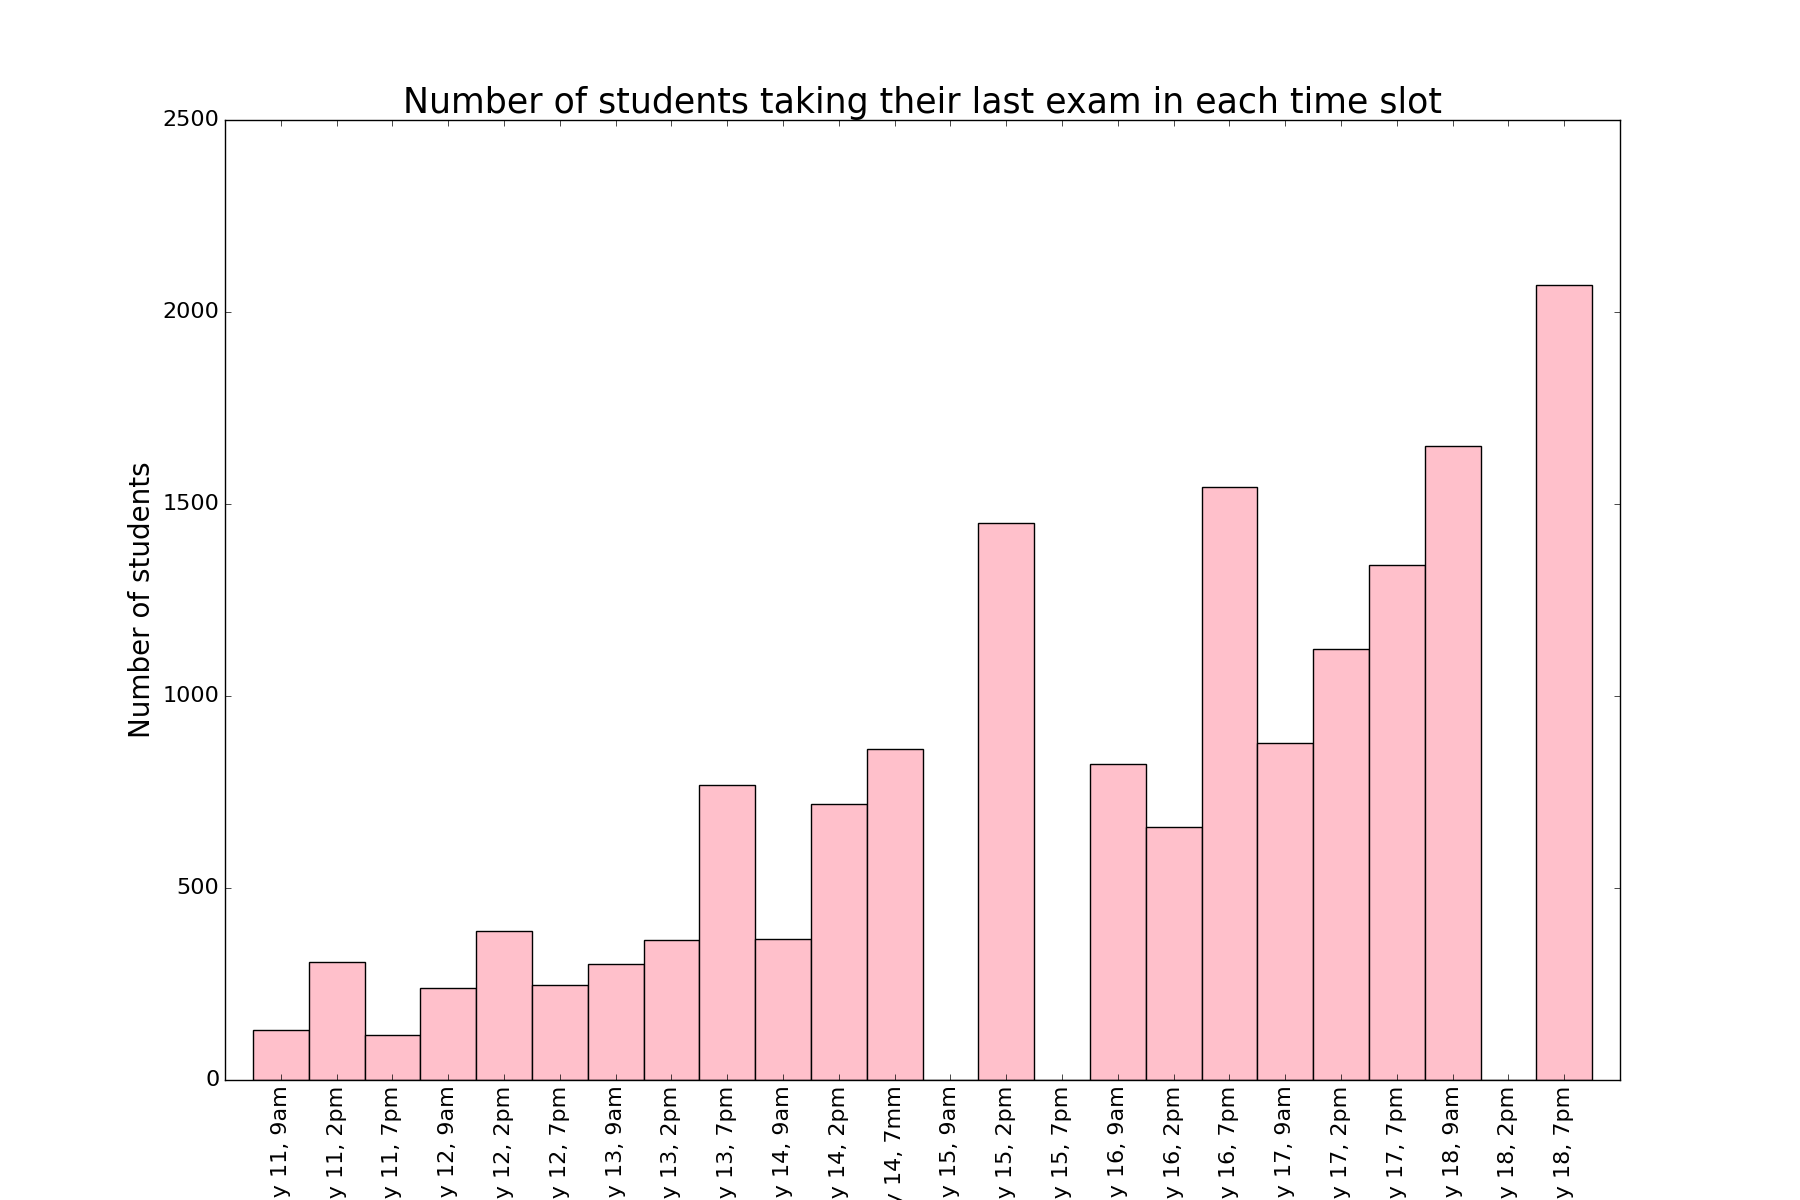 Number of students taking their last exam in each time slot
Number of students
2500
2000
1500
1000
500
0
y 11, 9am
y 11, 2pm
y 11, 7pm
y 12, 9am
y 12, 2pm
y 12, 7pm
y 13, 9am
y 13, 2pm
y 13, 7pm
y 14, 9am
y 14, 2pm
y 14, 7mm
y 15, 9am
y 15, 2pm
y 15, 7pm
y 16, 9am
y 16, 2pm
y 16, 7pm
y 17, 9am
y 17, 2pm
y 17, 7pm
y 18, 9am
y 18, 2pm
y 18, 7pm